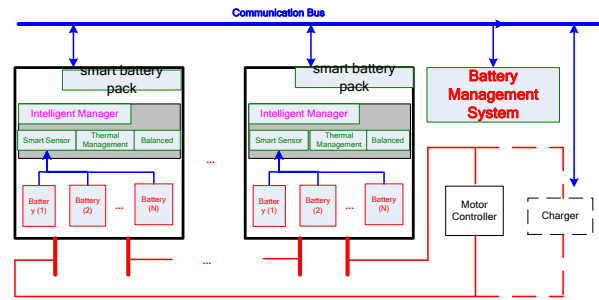 Communication Bus
smart battery
pack
Intelligent Manager
Smart Sensor
Thermal
Management
Balanced
Batter
y (1)
Battery
(2)
...
Battery
(N)
...
smart battery
pack
Intelligent Manager
Smart Sensor
Thermal
Management
Balanced
Batter
y (1)
Battery
(2)
...
Battery
(N)
...
Battery
Management
System
Motor
Controller
Charger